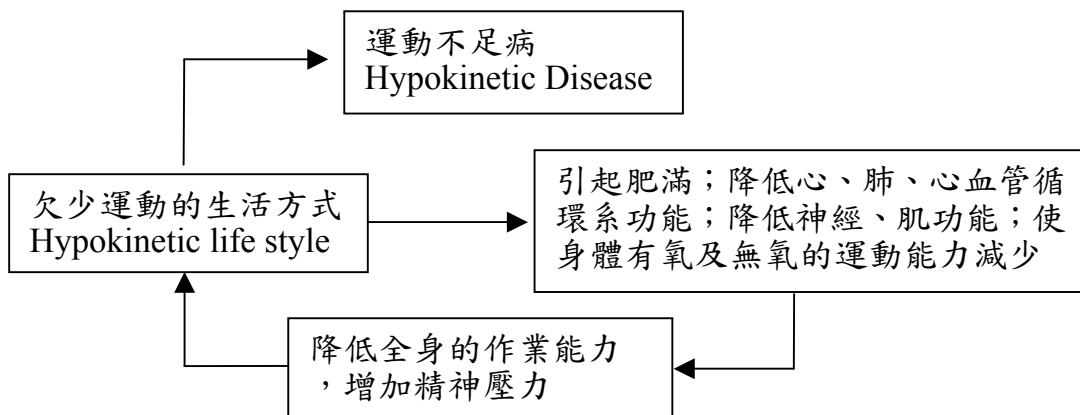 運動不足病
Hypokinetic Disease
欠少運動的生活方式
Hypokinetic life style
引起肥滿；降低心、肺、心血管循
環系功能；降低神經、肌功能；使
身體有氧及無氧的運動能力減少
降低全身的作業能力
，增加精神壓力